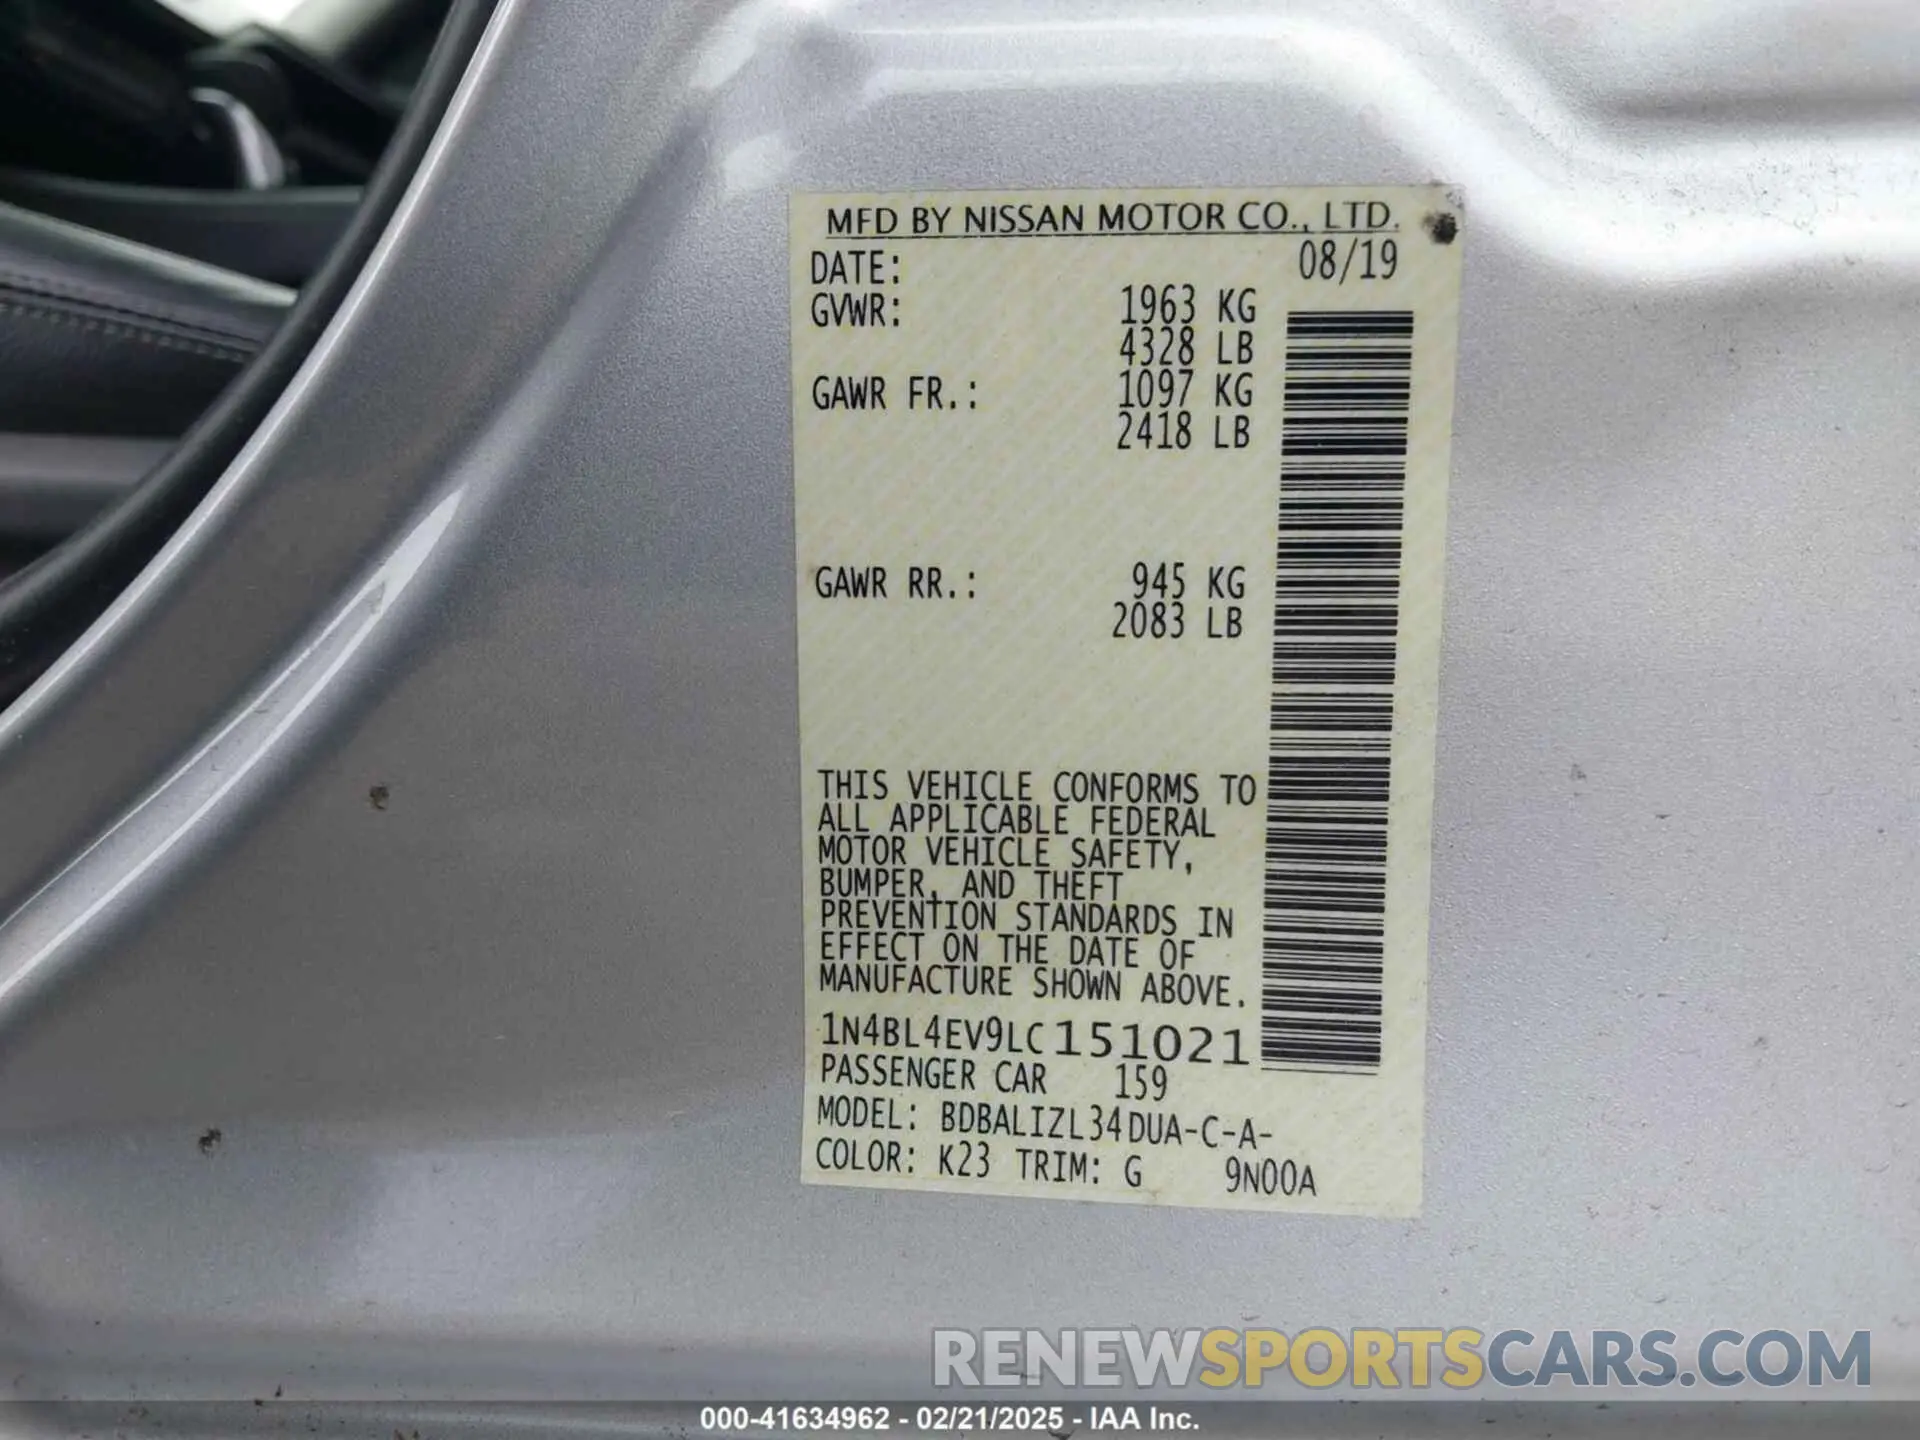 MFD BY NISSAN MOTOR CO., LTD.
DATE: 08/19
GVWR: 1963 KG
4328 LB
GAWR FR.: 1097 KG
2418 LB
GAWR RR.: 945 KG
2083 LB
THIS VEHICLE CONFORMS TO
ALL APPLICABLE FEDERAL
MOTOR VEHICLE SAFETY,
BUMPER, AND THEFT
PREVENTION STANDARDS IN
EFFECT ON THE DATE OF
MANUFACTURE SHOWN ABOVE.
1N4BL4EV9LC151021
PASSENGER CAR 159
MODEL: BDBALIZL34DUA-C-A-
COLOR: K23 TRIM: G 9N00A
RENEWSPORTSCARS.COM
000-41634962 - 02/21/2025 - IAA Inc.